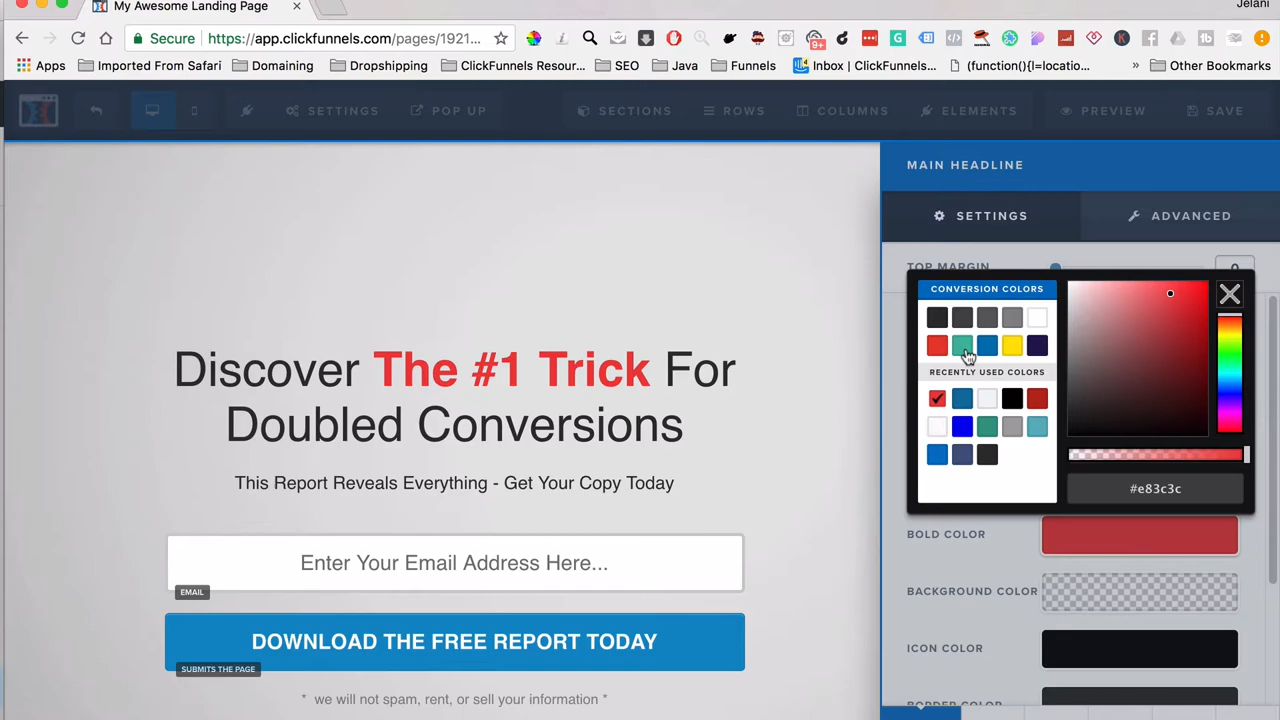 My Awesome Landing Page ×
Jelani
Secure https://app.clickfunnels.com/pages/1921...
9+
Apps Imported From Safari Domaining Dropshipping ClickFunnels Resour... SEO Java Funnels Inbox | ClickFunnels... (function(){l=locatio... » Other Bookmarks
SETTINGS POP UP SECTIONS ROWS COLUMNS ELEMENTS PREVIEW SAVE
MAIN HEADLINE
SETTINGS ADVANCED
TOP MARGIN 0
CONVERSION COLORS
RECENTLY USED COLORS
#e83c3c
Discover The #1 Trick For
Doubled Conversions
This Report Reveals Everything - Get Your Copy Today
Enter Your Email Address Here...
EMAIL
DOWNLOAD THE FREE REPORT TODAY
SUBMITS THE PAGE
* we will not spam, rent, or sell your information *
BOLD COLOR
BACKGROUND COLOR
ICON COLOR
BORDER COLOR